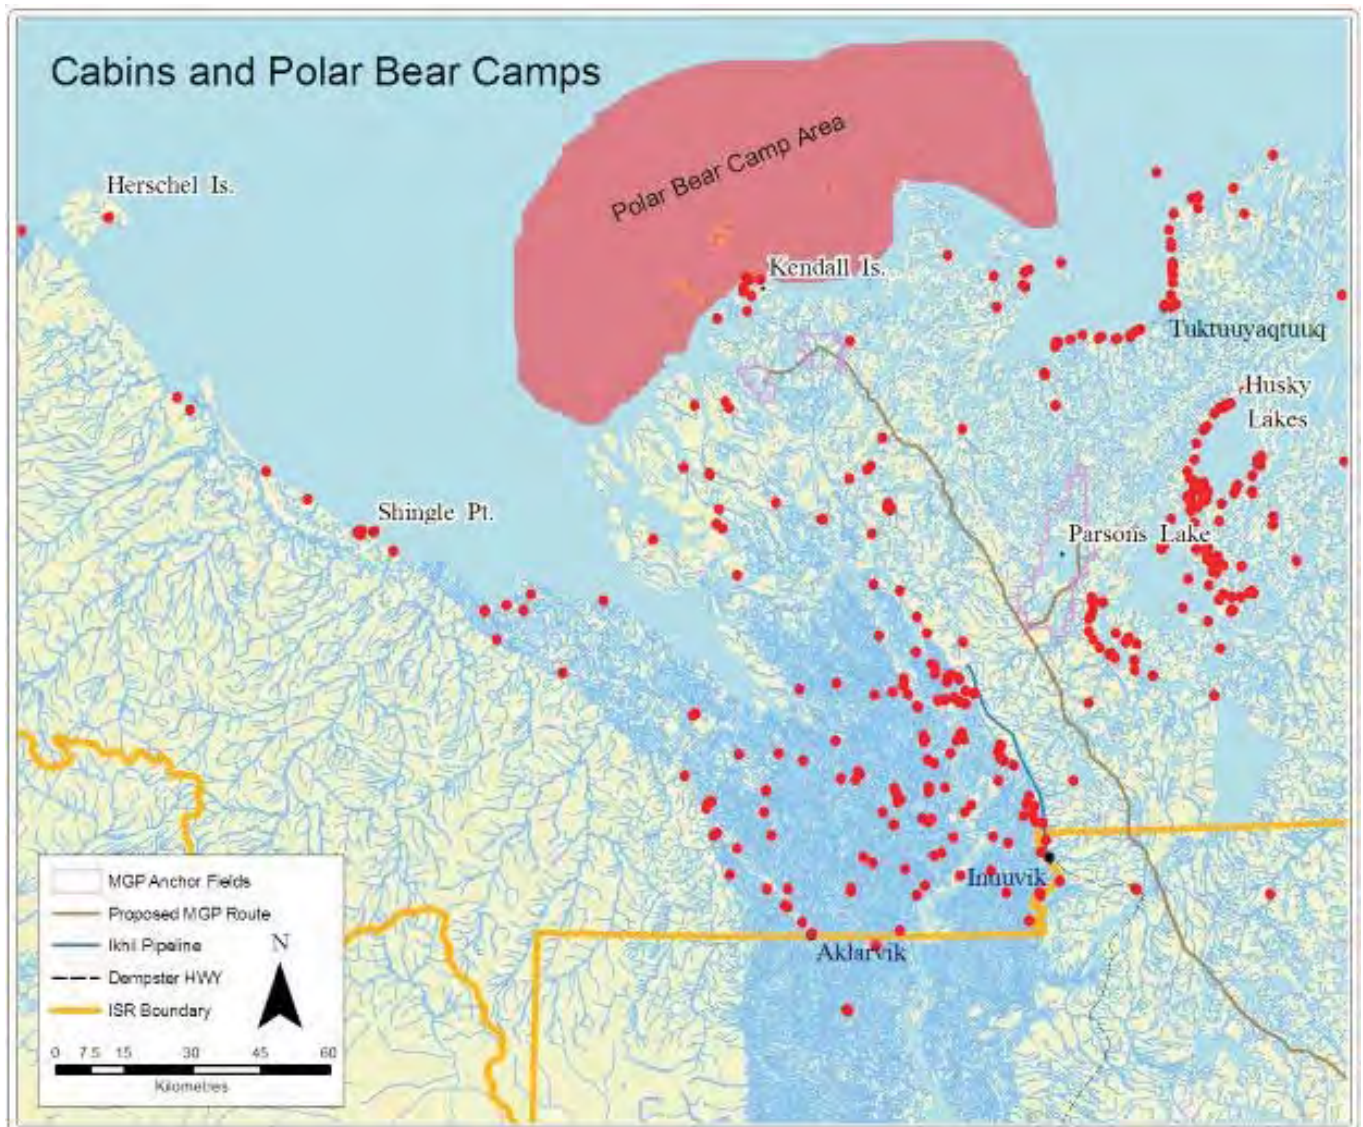 Cabins and Polar Bear Camps
Polar Bear Camp Area
Herschel Is.
Kendall Is.
Tuktuuyaqtuuq
Husky
Lakes
Shingle Pt.
Parsons Lake
Inuuvik
Aklarvik
MGP Anchor Fields
Proposed MGP Route
Ikhil Pipeline
Dempster HWY
ISR Boundary
N
0 7.5 15 30 45 60
Kilometres